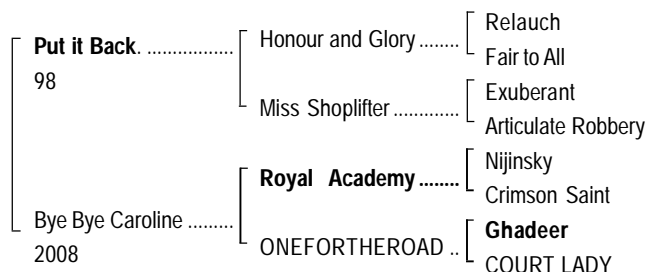 Relauch
Put it Back. ................. Honour and Glory ........
Fair to All
98
Exuberant
Miss Shoplifter .............
Articulate Robbery
Nijinsky
Royal Academy ........
Crimson Saint
Bye Bye Caroline .........
Ghadeer
2008
ONEFORTHEROAD ..
COURT LADY